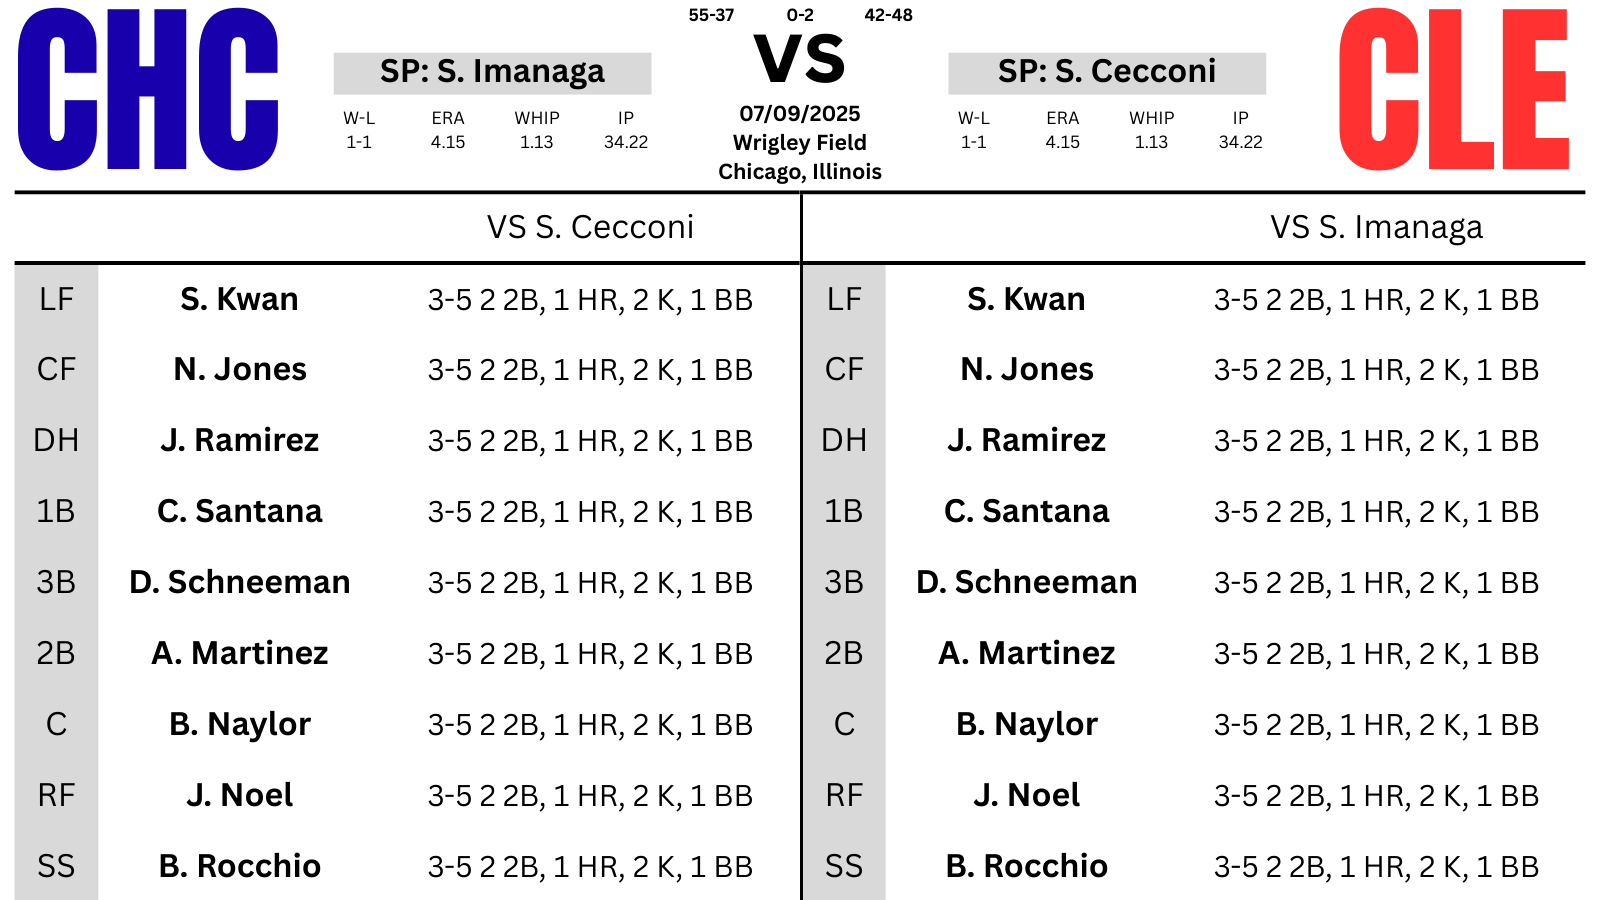 CHC
55-37 0-2 42-48
VS
07/09/2025
Wrigley Field
Chicago, Illinois
SP: S. Imanaga
W-L ERA WHIP IP
1-1 4.15 1.13 34.22
SP: S. Cecconi
W-L ERA WHIP IP
1-1 4.15 1.13 34.22
CLE
VS S. Cecconi
LF S. Kwan 3-5 2 2B, 1 HR, 2 K, 1 BB
CF N. Jones 3-5 2 2B, 1 HR, 2 K, 1 BB
DH J. Ramirez 3-5 2 2B, 1 HR, 2 K, 1 BB
1B C. Santana 3-5 2 2B, 1 HR, 2 K, 1 BB
3B D. Schneeman 3-5 2 2B, 1 HR, 2 K, 1 BB
2B A. Martinez 3-5 2 2B, 1 HR, 2 K, 1 BB
C B. Naylor 3-5 2 2B, 1 HR, 2 K, 1 BB
RF J. Noel 3-5 2 2B, 1 HR, 2 K, 1 BB
SS B. Rocchio 3-5 2 2B, 1 HR, 2 K, 1 BB
VS S. Imanaga
LF S. Kwan 3-5 2 2B, 1 HR, 2 K, 1 BB
CF N. Jones 3-5 2 2B, 1 HR, 2 K, 1 BB
DH J. Ramirez 3-5 2 2B, 1 HR, 2 K, 1 BB
1B C. Santana 3-5 2 2B, 1 HR, 2 K, 1 BB
3B D. Schneeman 3-5 2 2B, 1 HR, 2 K, 1 BB
2B A. Martinez 3-5 2 2B, 1 HR, 2 K, 1 BB
C B. Naylor 3-5 2 2B, 1 HR, 2 K, 1 BB
RF J. Noel 3-5 2 2B, 1 HR, 2 K, 1 BB
SS B. Rocchio 3-5 2 2B, 1 HR, 2 K, 1 BB